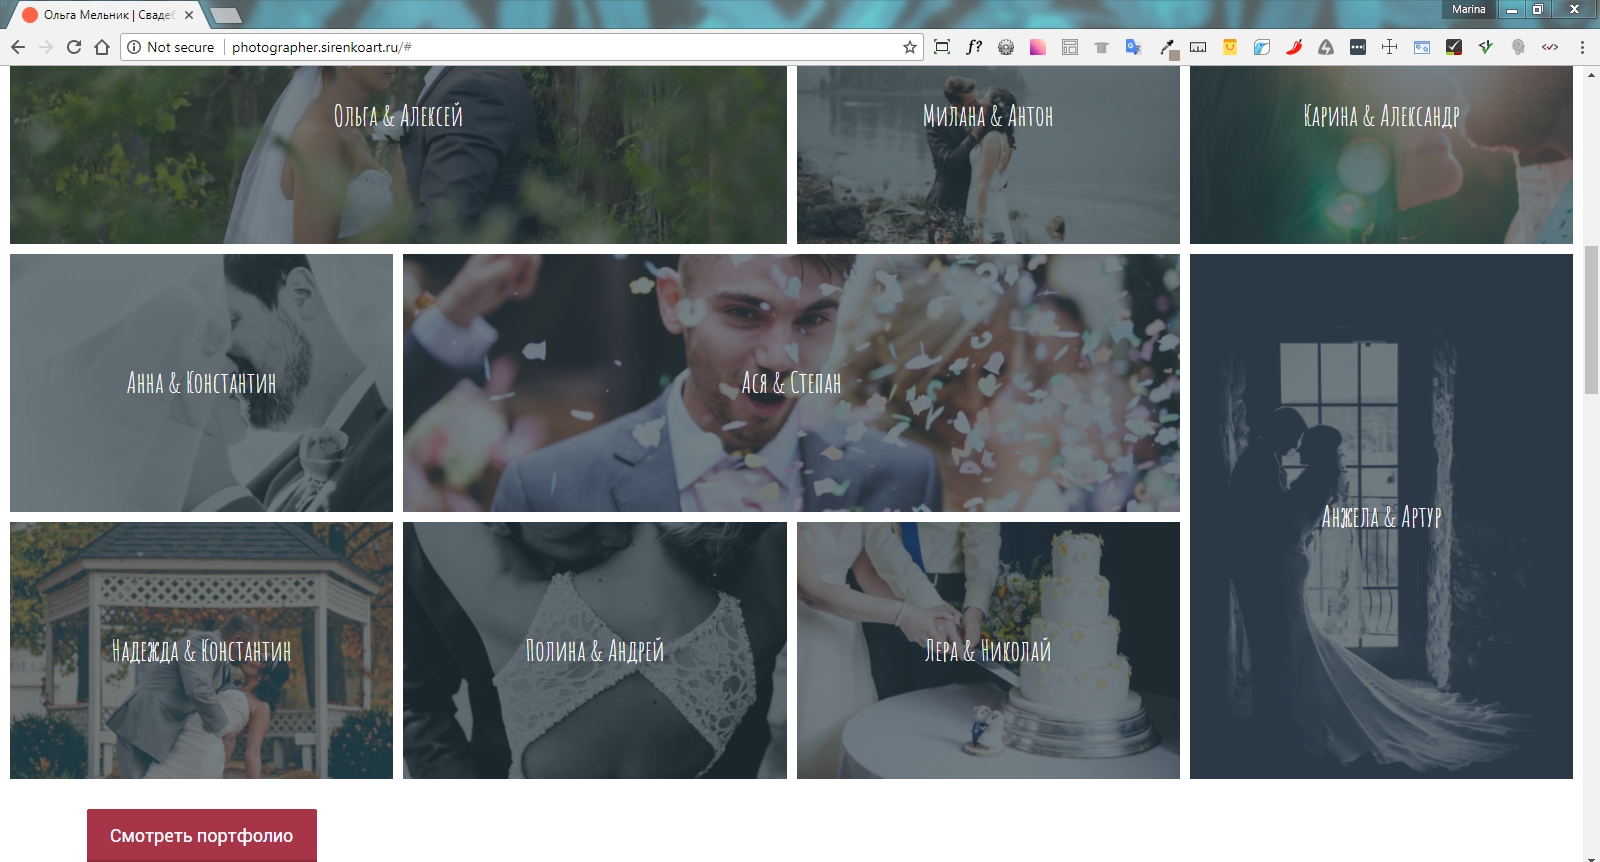 Ольга Мельник | Свадеб
Marina
Not secure
photographer.sirenkoart.ru/#
f?
Ольга & Алексей
Милана & Антон
Карина & Александр
Анна & Константин
Ася & Степан
Анжела & Артур
Надежда & Константин
Полина & Андрей
Лера & Николай
Смотреть портфолио